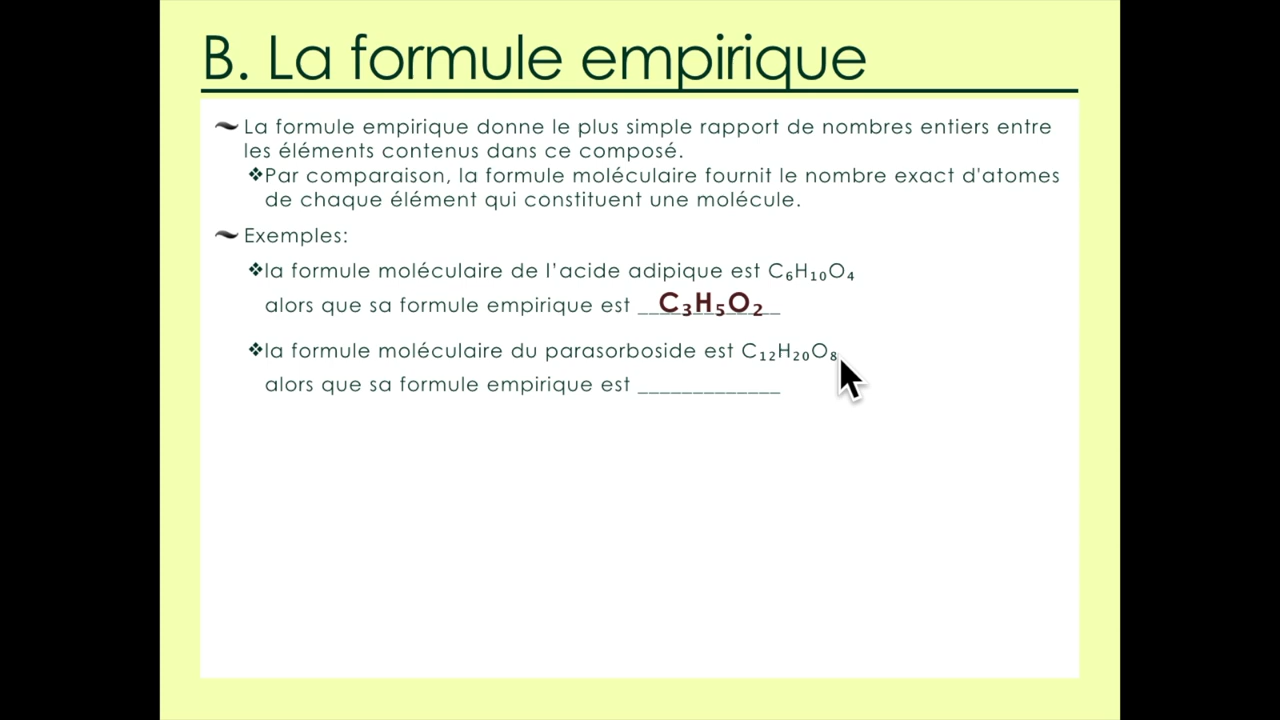 B. La formule empirique
La formule empirique donne le plus simple rapport de nombres entiers entre
les éléments contenus dans ce composé.
❖Par comparaison, la formule moléculaire fournit le nombre exact d'atomes
de chaque élément qui constituent une molécule.
Exemples:
❖la formule moléculaire de l'acide adipique est C₆H₁₀O₄
alors que sa formule empirique est __C₃H₅O₂__
❖la formule moléculaire du parasorboside est C₁₂H₂₀O₈
alors que sa formule empirique est _____________